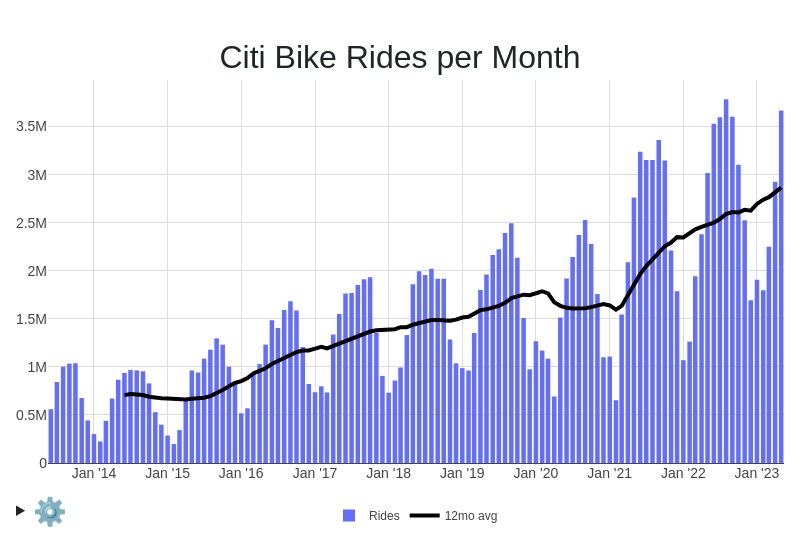 Citi Bike Rides per Month
3.5M
3M
2.5M
2M
1.5M
1M
0.5M
0
Jan '14 Jan '15 Jan '16 Jan '17 Jan '18 Jan '19 Jan '20 Jan '21 Jan '22 Jan '23
Rides 12mo avg